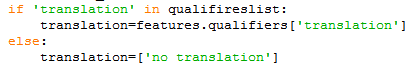 if 'translation' in qualifireslist:
    translation=features.qualifiers['translation']
else:
    translation=['no translation']